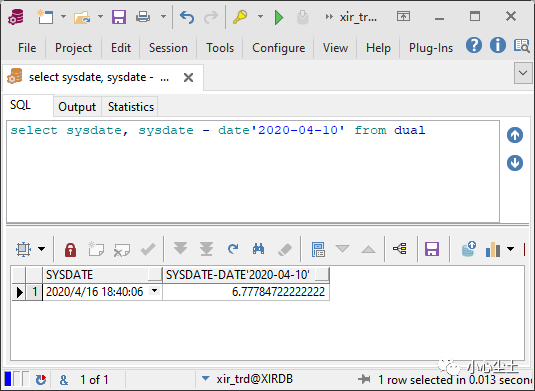 xir_trd...
File Project Edit Session Tools Configure Window Help Plug-Ins
select sysdate, sysdate - ...
SQL Output Statistics
select sysdate, sysdate - date'2020-04-10' from dual
SYSDATE SYSDATE-DATE'2020-04-10'
1 2020/4/16 18:40:06 6.77784722222222
& 1 of 1 xir_trd@XIRDB 1 row selected in 0.013 secon
小心尘土